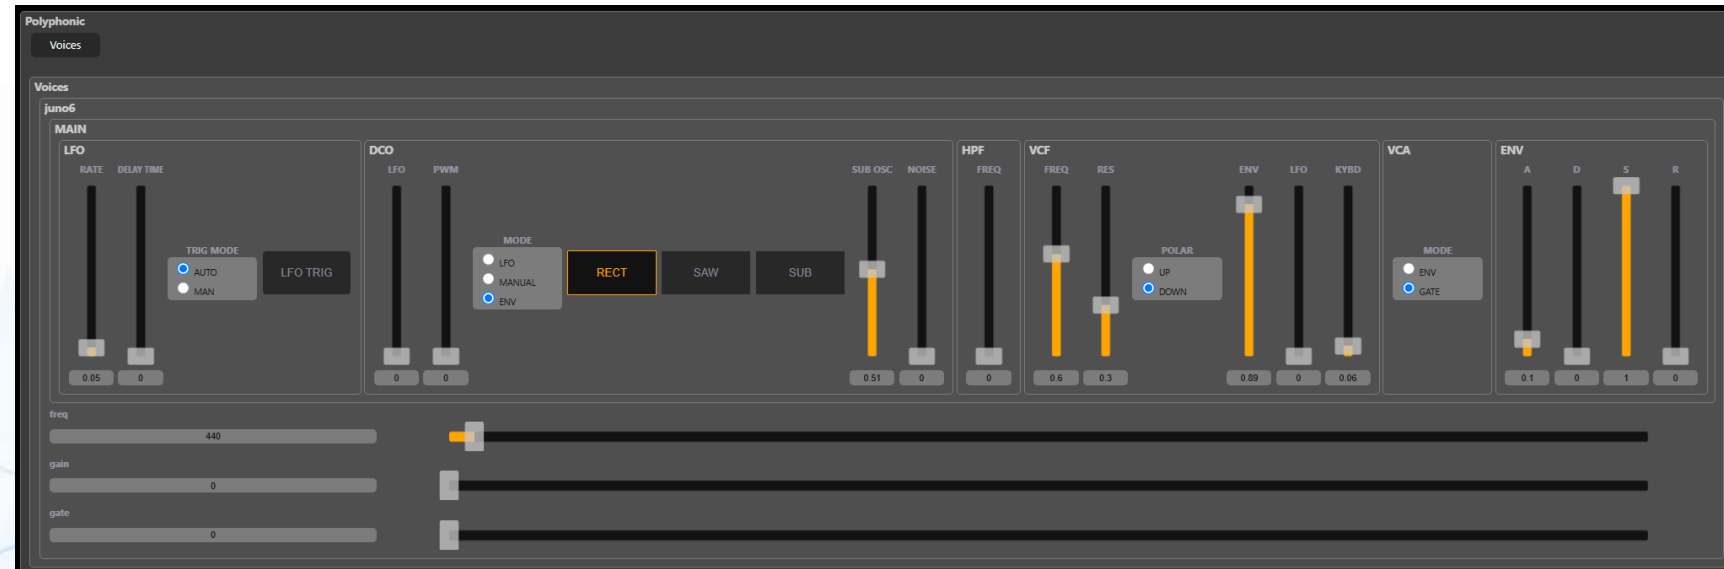 Polyphonic
Voices
Voices
juno6
MAIN
LFO
RATE DELAY TIME
TRIG MODE
AUTO
MAN
LFO TRIG
0.05 0
DCO
LFO PWM
MODE
LFO
MANUAL
ENV
RECT SAW SUB
SUB OSC NOISE
0 0 0.51 0
HPF
FREQ
0
VCF
FREQ RES
POLAR
UP
DOWN
ENV LFO KYBD
0.6 0.3 0.89 0 0.06
VCA
MODE
ENV
GATE
ENV
A D S R
0.1 0 1 0
freq
440
gain
0
gate
0